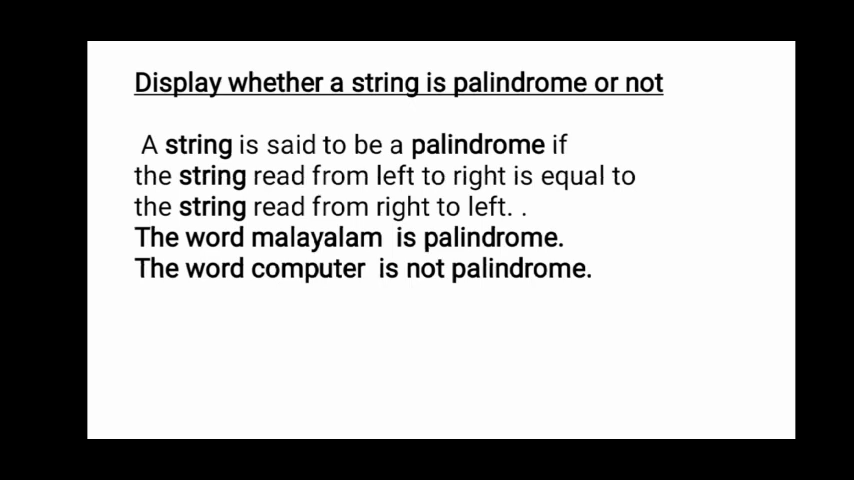 Display whether a string is palindrome or not
A string is said to be a palindrome if
the string read from left to right is equal to
the string read from right to left. .
The word malayalam  is palindrome.
The word computer  is not palindrome.